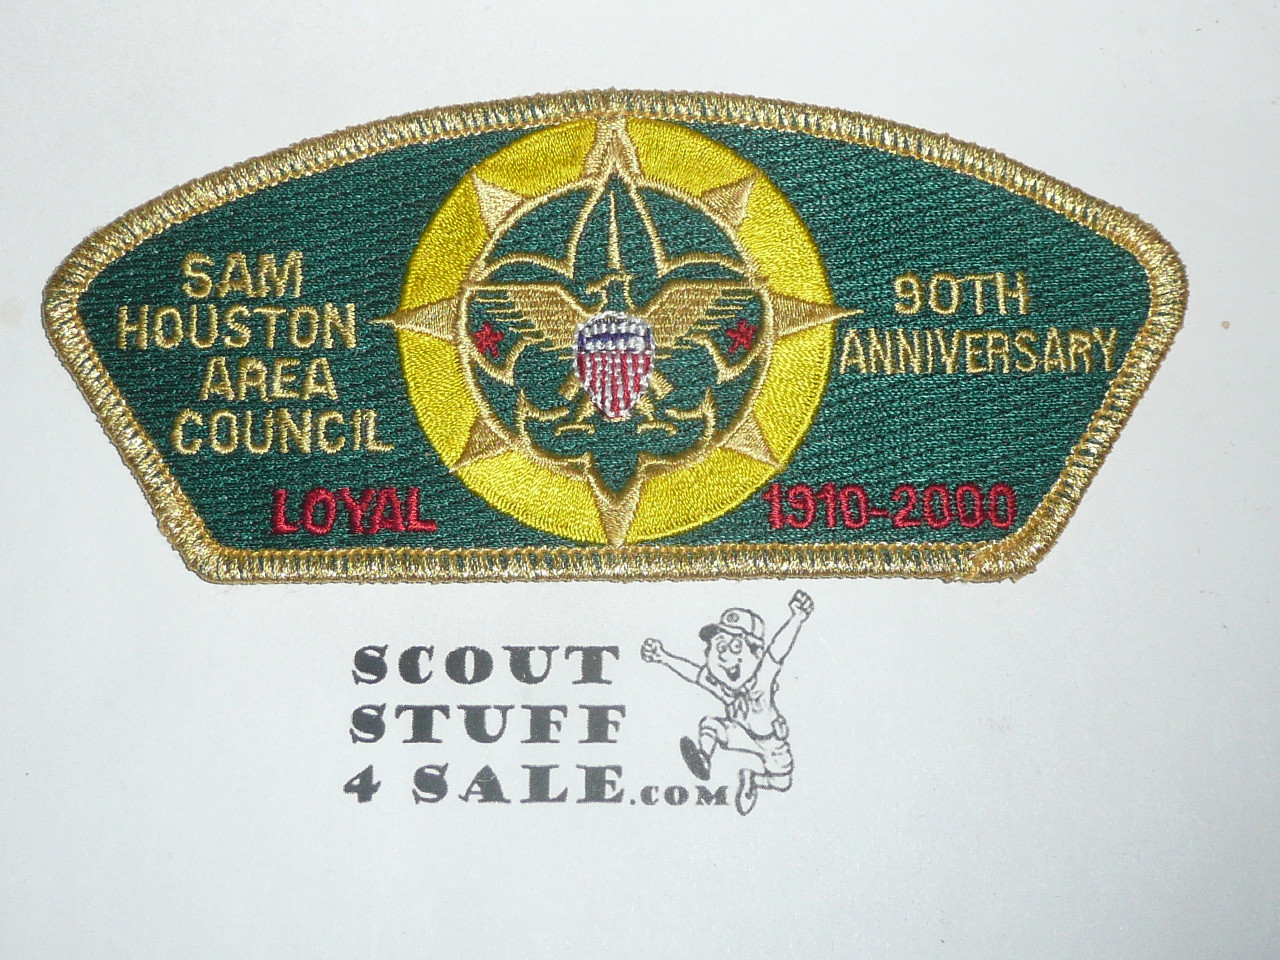 SAM
HOUSTON
AREA
COUNCIL
LOYAL
90TH
ANNIVERSARY
1910-2000
SCOUT
STUFF
4 SALE.COM